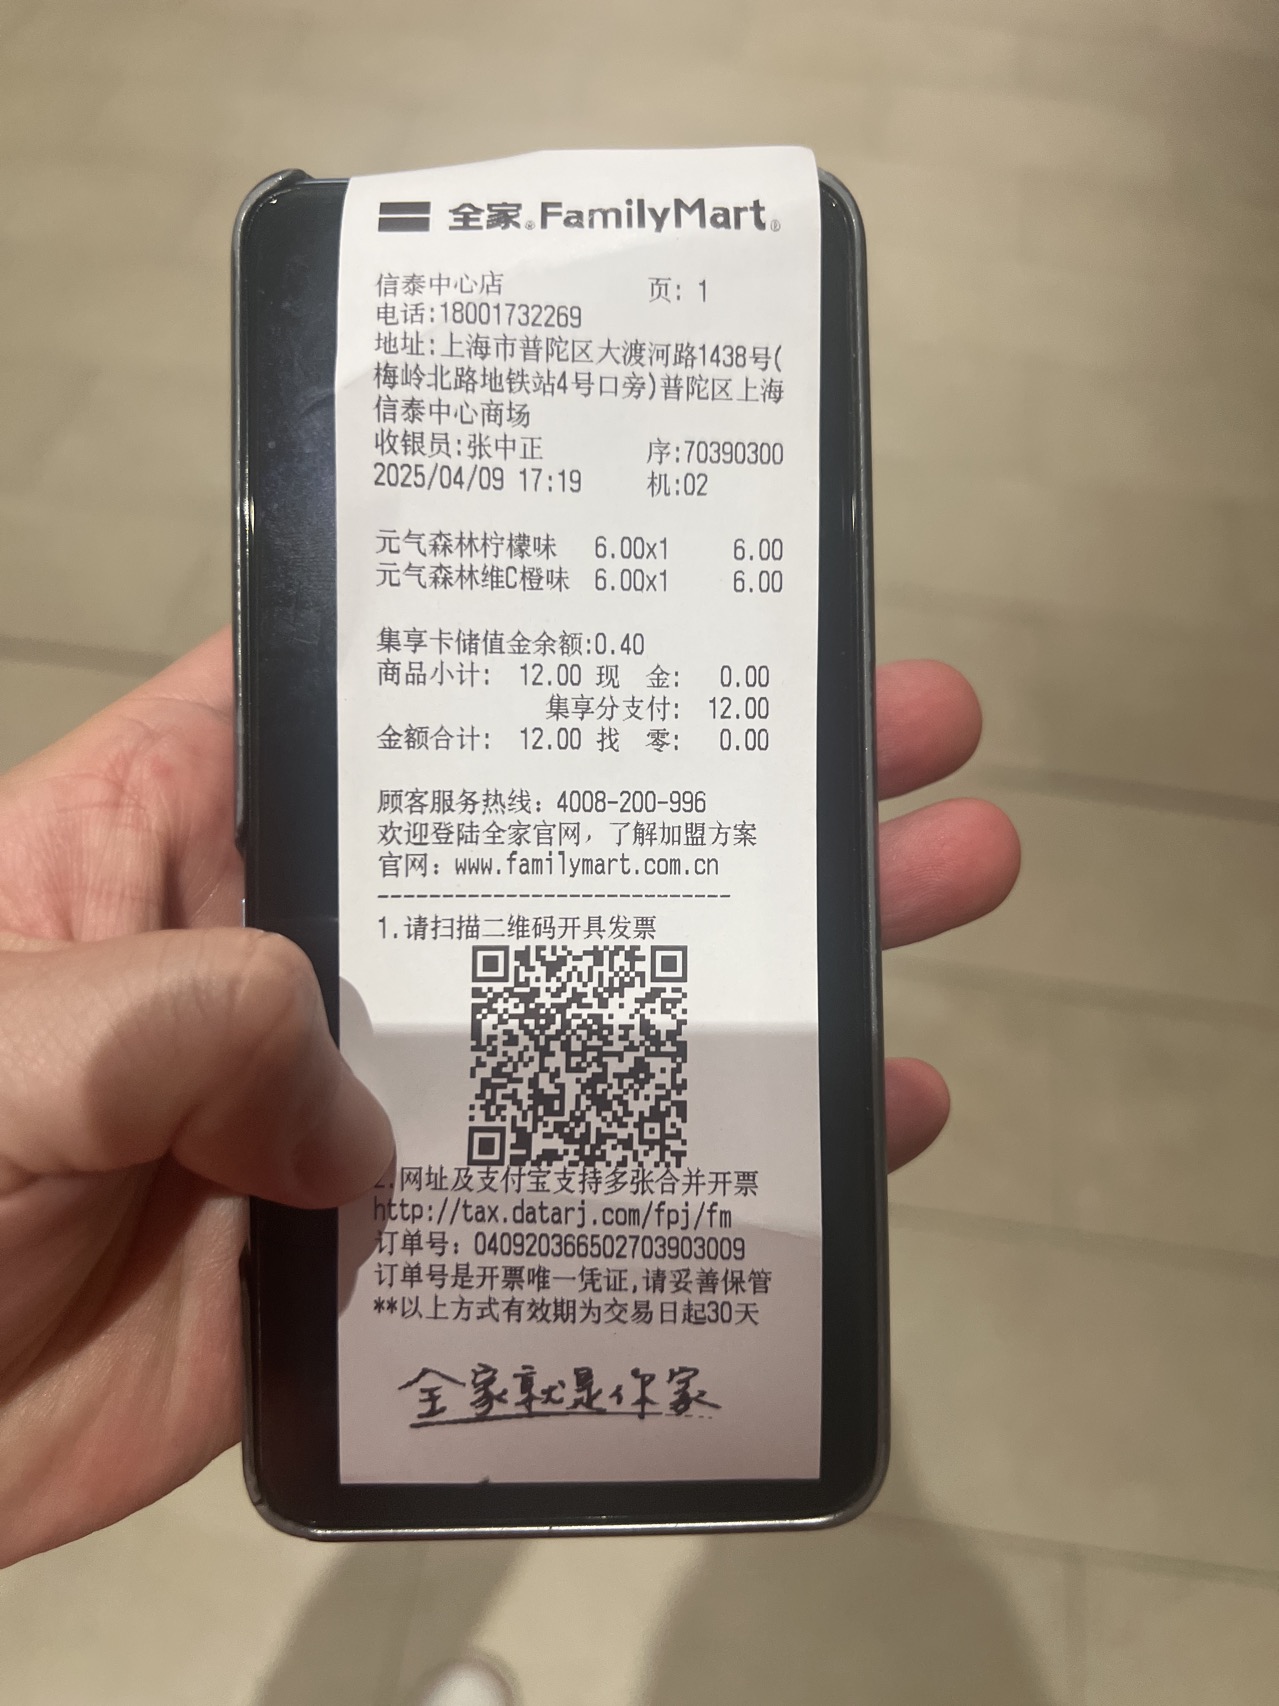 全家®FamilyMart®
信泰中心店 页: 1
电话:18001732269
地址:上海市普陀区大渡河路1438号(
梅岭北路地铁站4号口旁)普陀区上海
信泰中心商场
收银员:张中正 序:70390300
2025/04/09 17:19 机:02
元气森林柠檬味 6.00x1 6.00
元气森林维C橙味 6.00x1 6.00
集享卡储值金余额:0.40
商品小计: 12.00 现 金: 0.00
集享分支付: 12.00
金额合计: 12.00 找 零: 0.00
顾客服务热线: 4008-200-996
欢迎登陆全家官网，了解加盟方案
官网: www.familymart.com.cn
------------------------------
1.请扫描二维码开具发票
2.网址及支付宝支持多张合并开票
http://tax.datarj.com/fpj/fm
订单号: 040920366502703903009
订单号是开票唯一凭证,请妥善保管
**以上方式有效期为交易日起30天
全家就是你家